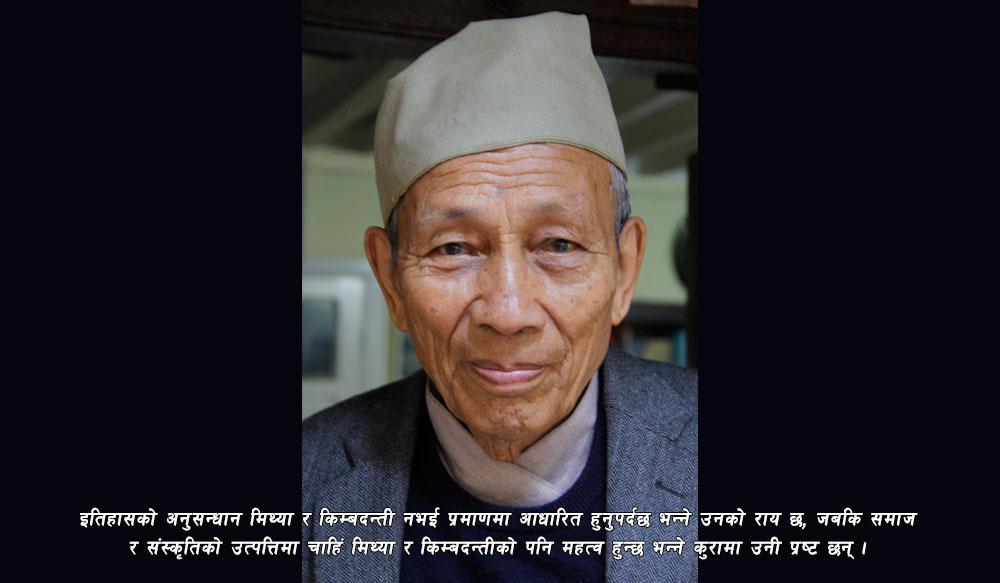 इतिहासको अनुसन्धान मिथ्या र किम्बदन्ती नभई प्रमाणमा आधारित हुनुपर्दछ भन्ने उनको राय छ, जबकि समाज
र संस्कृतिको उत्पत्तिमा चाहिं मिथ्या र किम्बदन्तीको पनि महत्व हुन्छ भन्ने कुरामा उनी प्रष्ट छन् ।